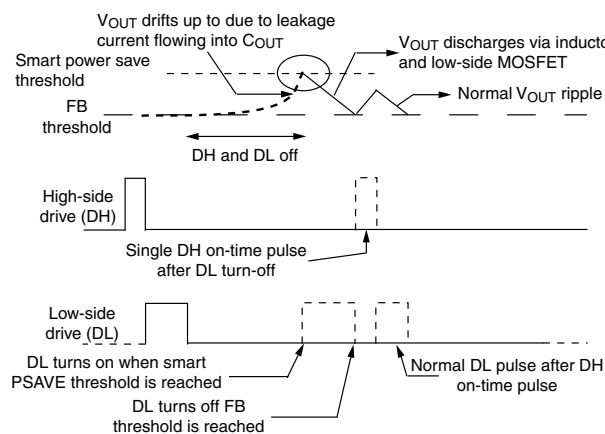 VOUT drifts up to due to leakage
current flowing into COUT
Smart power save
threshold
FB
threshold
VOUT discharges via inducto
and low-side MOSFET
Normal VOUT ripple
DH and DL off
High-side
drive (DH)
Single DH on-time pulse
after DL turn-off
Low-side
drive (DL)
DL turns on when smart
PSAVE threshold is reached
DL turns off FB
threshold is reached
Normal DL pulse after DH
on-time pulse